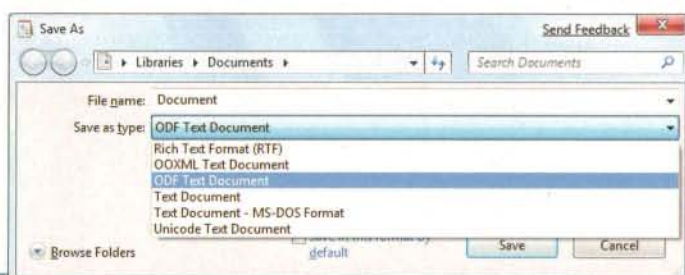 Save As
Send Feedback
Libraries Documents
Search Documents
File name: Document
Save as type: ODF Text Document
Rich Text Format (RTF)
OOXML Text Document
ODF Text Document
Text Document
Text Document - MS-DOS Format
Unicode Text Document
Browse Folders
default
Save
Cancel